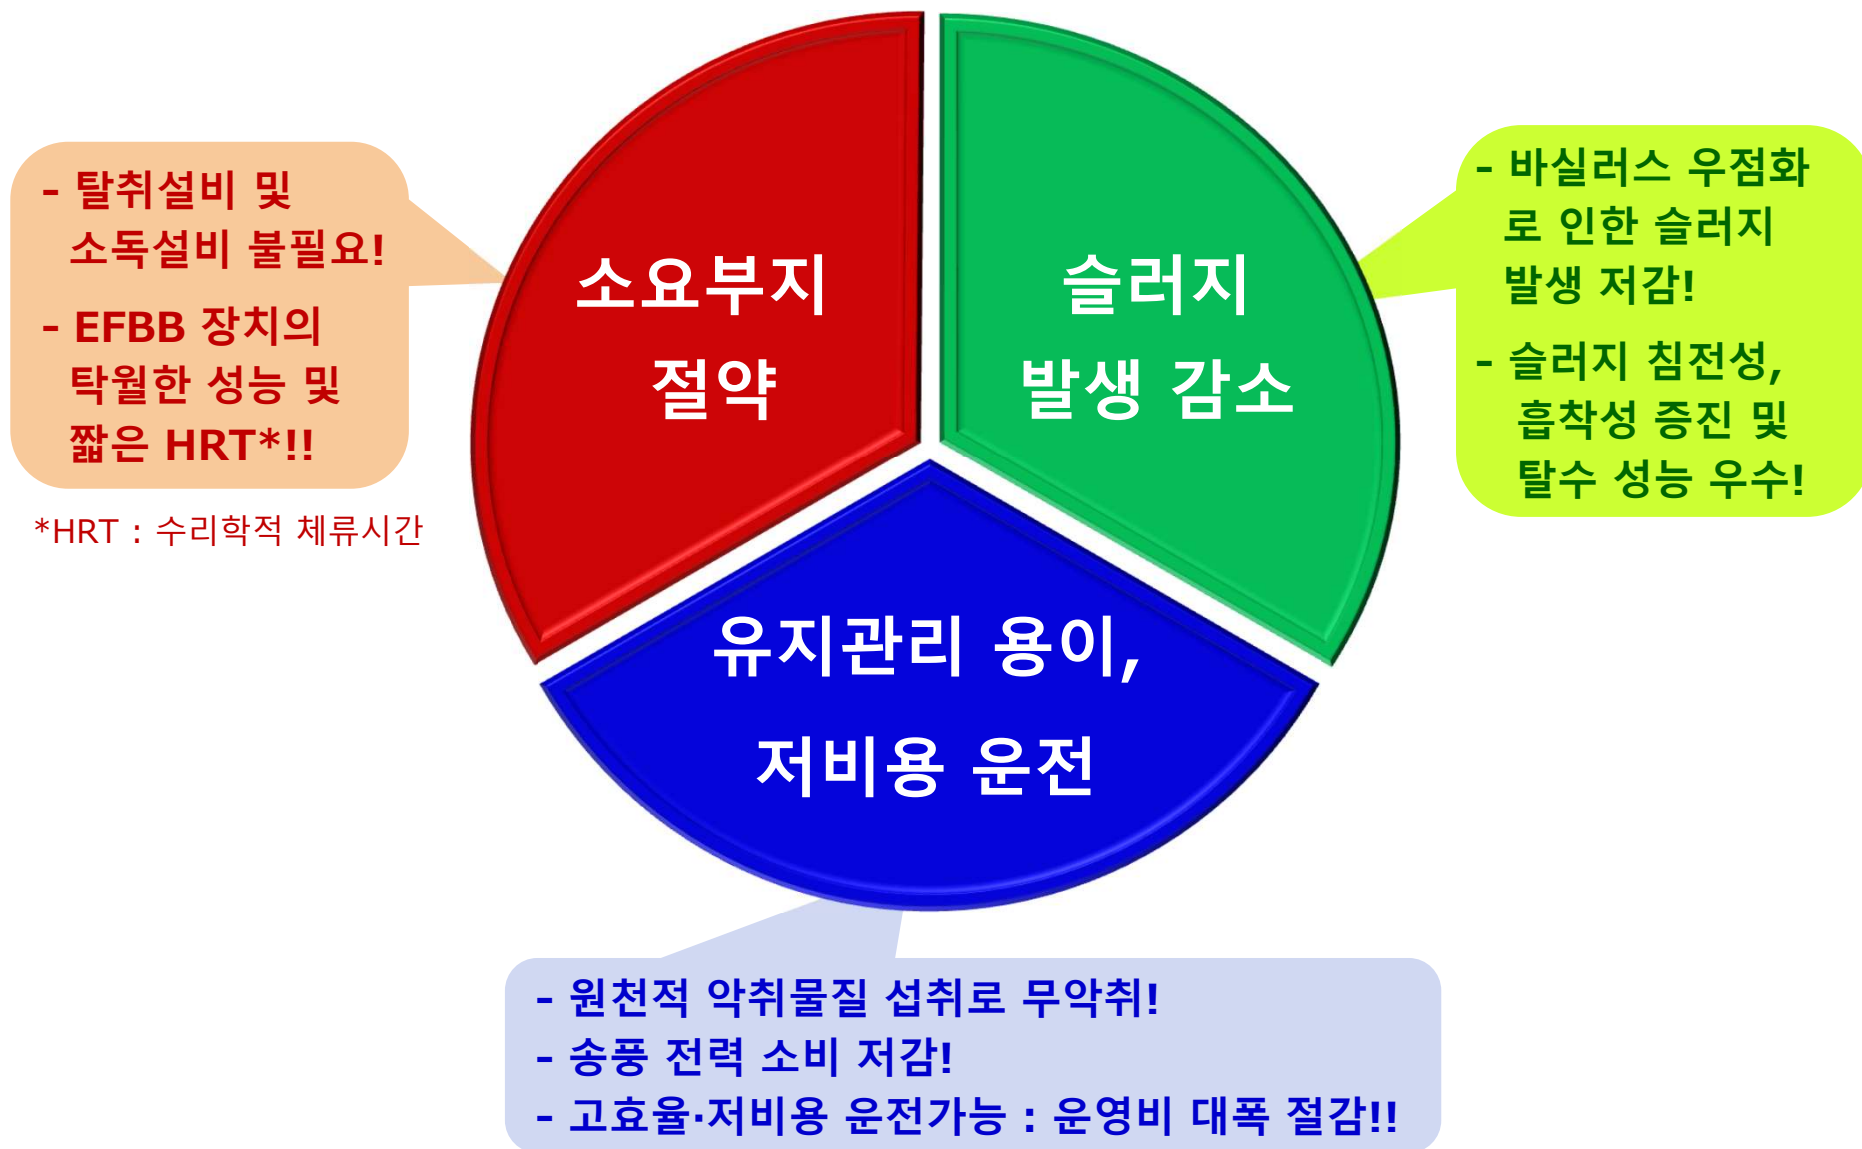 - 탈취설비 및
소독설비 불필요!
- EFBB 장치의
탁월한 성능 및
짧은 HRT*!!
*HRT : 수리학적 체류시간
소요부지
절약
슬러지
발생 감소
- 바실러스 우점화
로 인한 슬러지
발생 저감!
- 슬러지 침전성,
흡착성 증진 및
탈수 성능 우수!
유지관리 용이,
저비용 운전
- 원천적 악취물질 섭취로 무악취!
- 송풍 전력 소비 저감!
- 고효율·저비용 운전가능 : 운영비 대폭 절감!!